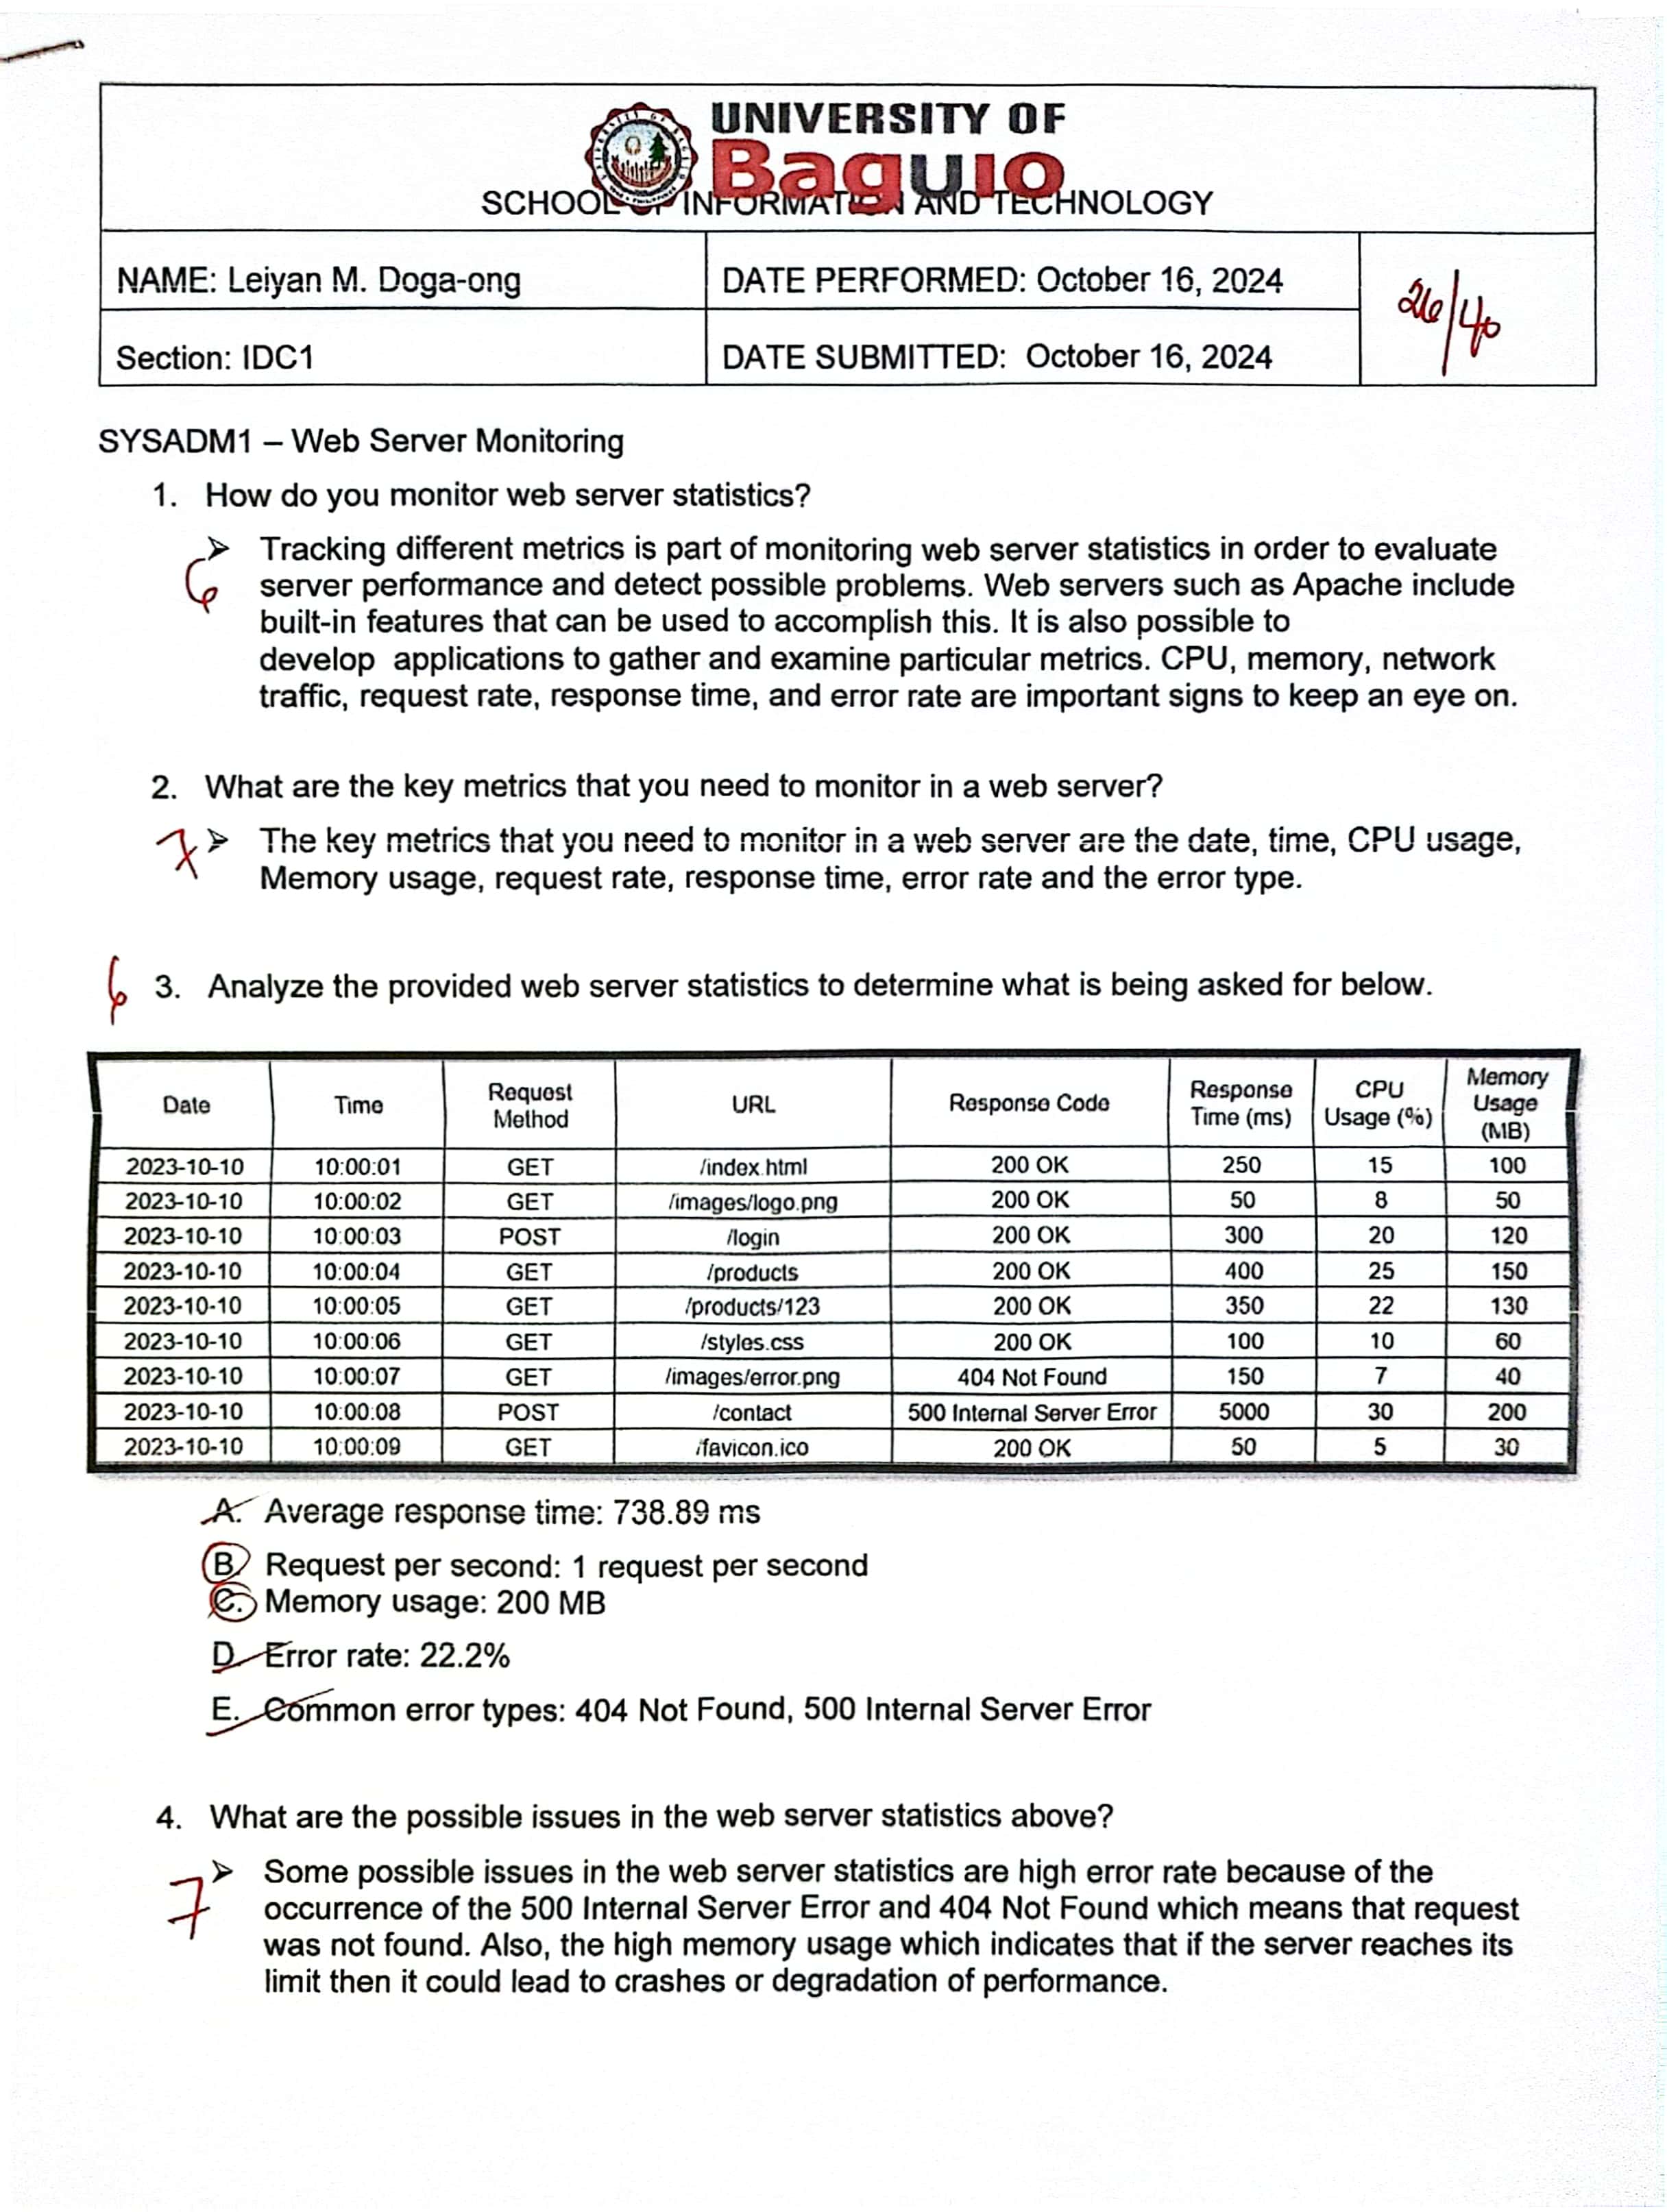 UNIVERSITY OF
Baguio
SCHOOL OF INFORMATION AND TECHNOLOGY
NAME: Leiyan M. Doga-ong
DATE PERFORMED: October 16, 2024
26/40
Section: IDC1
DATE SUBMITTED: October 16, 2024
SYSADM1 – Web Server Monitoring
1. How do you monitor web server statistics?
6
➢ Tracking different metrics is part of monitoring web server statistics in order to evaluate
server performance and detect possible problems. Web servers such as Apache include
built-in features that can be used to accomplish this. It is also possible to
develop applications to gather and examine particular metrics. CPU, memory, network
traffic, request rate, response time, and error rate are important signs to keep an eye on.
2. What are the key metrics that you need to monitor in a web server?
7
➢ The key metrics that you need to monitor in a web server are the date, time, CPU usage,
Memory usage, request rate, response time, error rate and the error type.
6
3. Analyze the provided web server statistics to determine what is being asked for below.
Date Time Request Method URL Response Code Response Time (ms) CPU Usage (%) Memory Usage (MB)
2023-10-10 10:00:01 GET /index.html 200 OK 250 15 100
2023-10-10 10:00:02 GET /images/logo.png 200 OK 50 8 50
2023-10-10 10:00:03 POST /login 200 OK 300 20 120
2023-10-10 10:00:04 GET /products 200 OK 400 25 150
2023-10-10 10:00:05 GET /products/123 200 OK 350 22 130
2023-10-10 10:00:06 GET /styles.css 200 OK 100 10 60
2023-10-10 10:00:07 GET /images/error.png 404 Not Found 150 7 40
2023-10-10 10:00:08 POST /contact 500 Internal Server Error 5000 30 200
2023-10-10 10:00:09 GET /favicon.ico 200 OK 50 5 30
A. Average response time: 738.89 ms
B. Request per second: 1 request per second
C. Memory usage: 200 MB
D. Error rate: 22.2%
E. Common error types: 404 Not Found, 500 Internal Server Error
4. What are the possible issues in the web server statistics above?
7
➢ Some possible issues in the web server statistics are high error rate because of the
occurrence of the 500 Internal Server Error and 404 Not Found which means that request
was not found. Also, the high memory usage which indicates that if the server reaches its
limit then it could lead to crashes or degradation of performance.